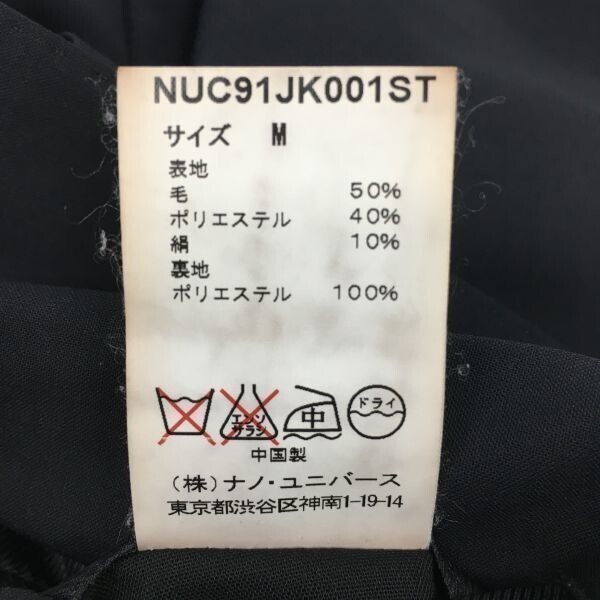 NUC91JK001ST
サイズ M
表地
毛 50%
ポリエステル 40%
絹 10%
裏地
ポリエステル 100%
エンソ サラシ 中 ドライ
中国製
（株）ナノ・ユニバース
東京都渋谷区神南1-19-14